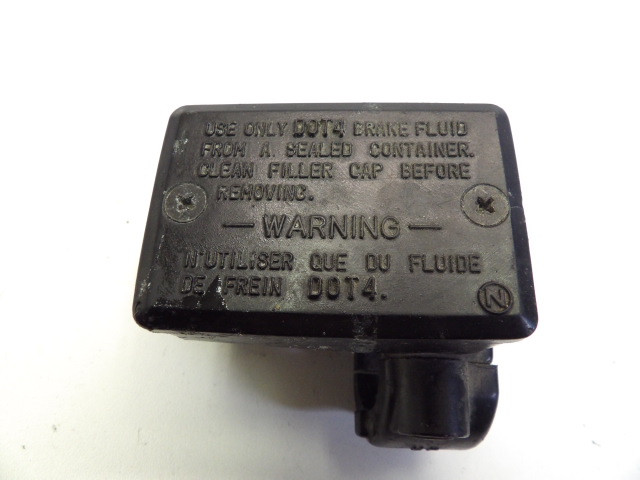 USE ONLY DOT4 BRAKE FLUID
FROM A SEALED CONTAINER.
CLEAN FILLER CAP BEFORE
REMOVING.
— WARNING —
N'UTILISER QUE DU FLUIDE
DE FREIN DOT4.
N